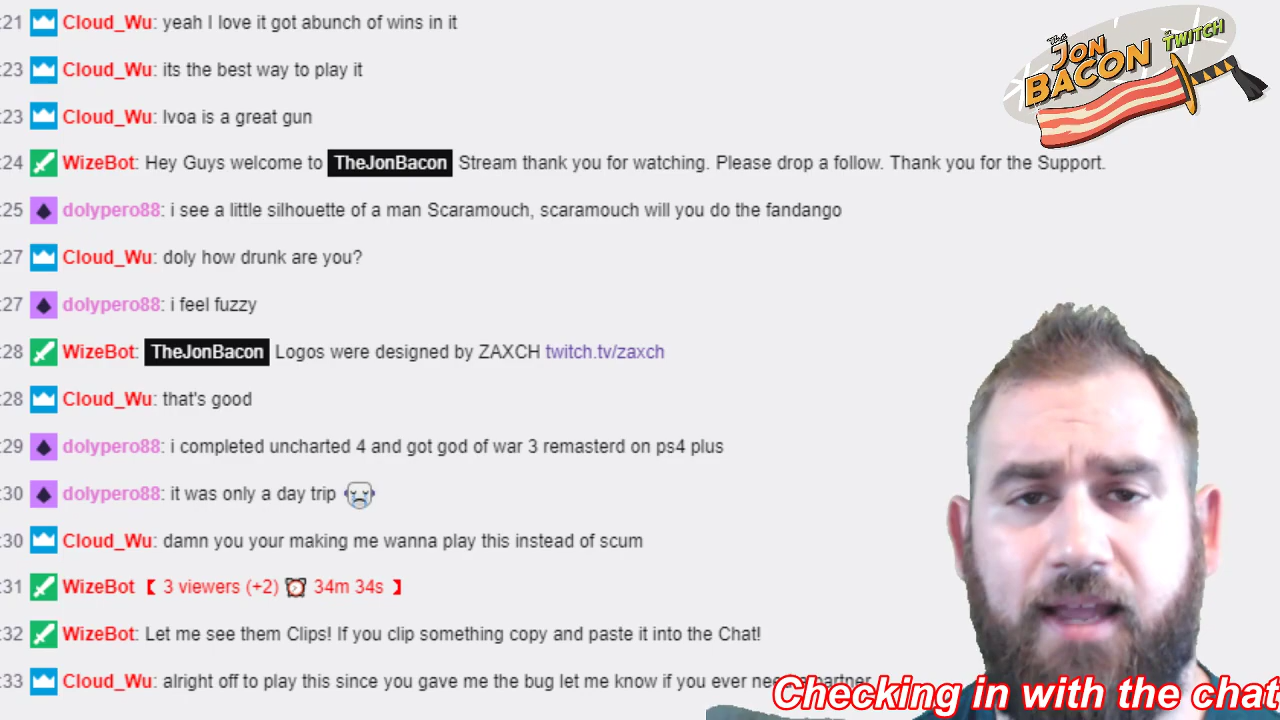 :21 Cloud_Wu: yeah I love it got abunch of wins in it
The JON BACON on TWITCH
:23 Cloud_Wu: its the best way to play it
:23 Cloud_Wu: lvoa is a great gun
:24 WizeBot: Hey Guys welcome to TheJonBacon Stream thank you for watching. Please drop a follow. Thank you for the Support.
:25 dolypero88: i see a little silhouette of a man Scaramouch, scaramouch will you do the fandango
:27 Cloud_Wu: doly how drunk are you?
:27 dolypero88: i feel fuzzy
:28 WizeBot: TheJonBacon Logos were designed by ZAXCH twitch.tv/zaxch
:28 Cloud_Wu: that's good
:29 dolypero88: i completed uncharted 4 and got god of war 3 remasterd on ps4 plus
:30 dolypero88: it was only a day trip
:30 Cloud_Wu: damn you your making me wanna play this instead of scum
:31 WizeBot 【 3 viewers (+2) ⏰ 34m 34s 】
:32 WizeBot: Let me see them Clips! If you clip something copy and paste it into the Chat!
:33 Cloud_Wu: alright off to play this since you gave me the bug let me know if you ever partner
Checking in with the chat